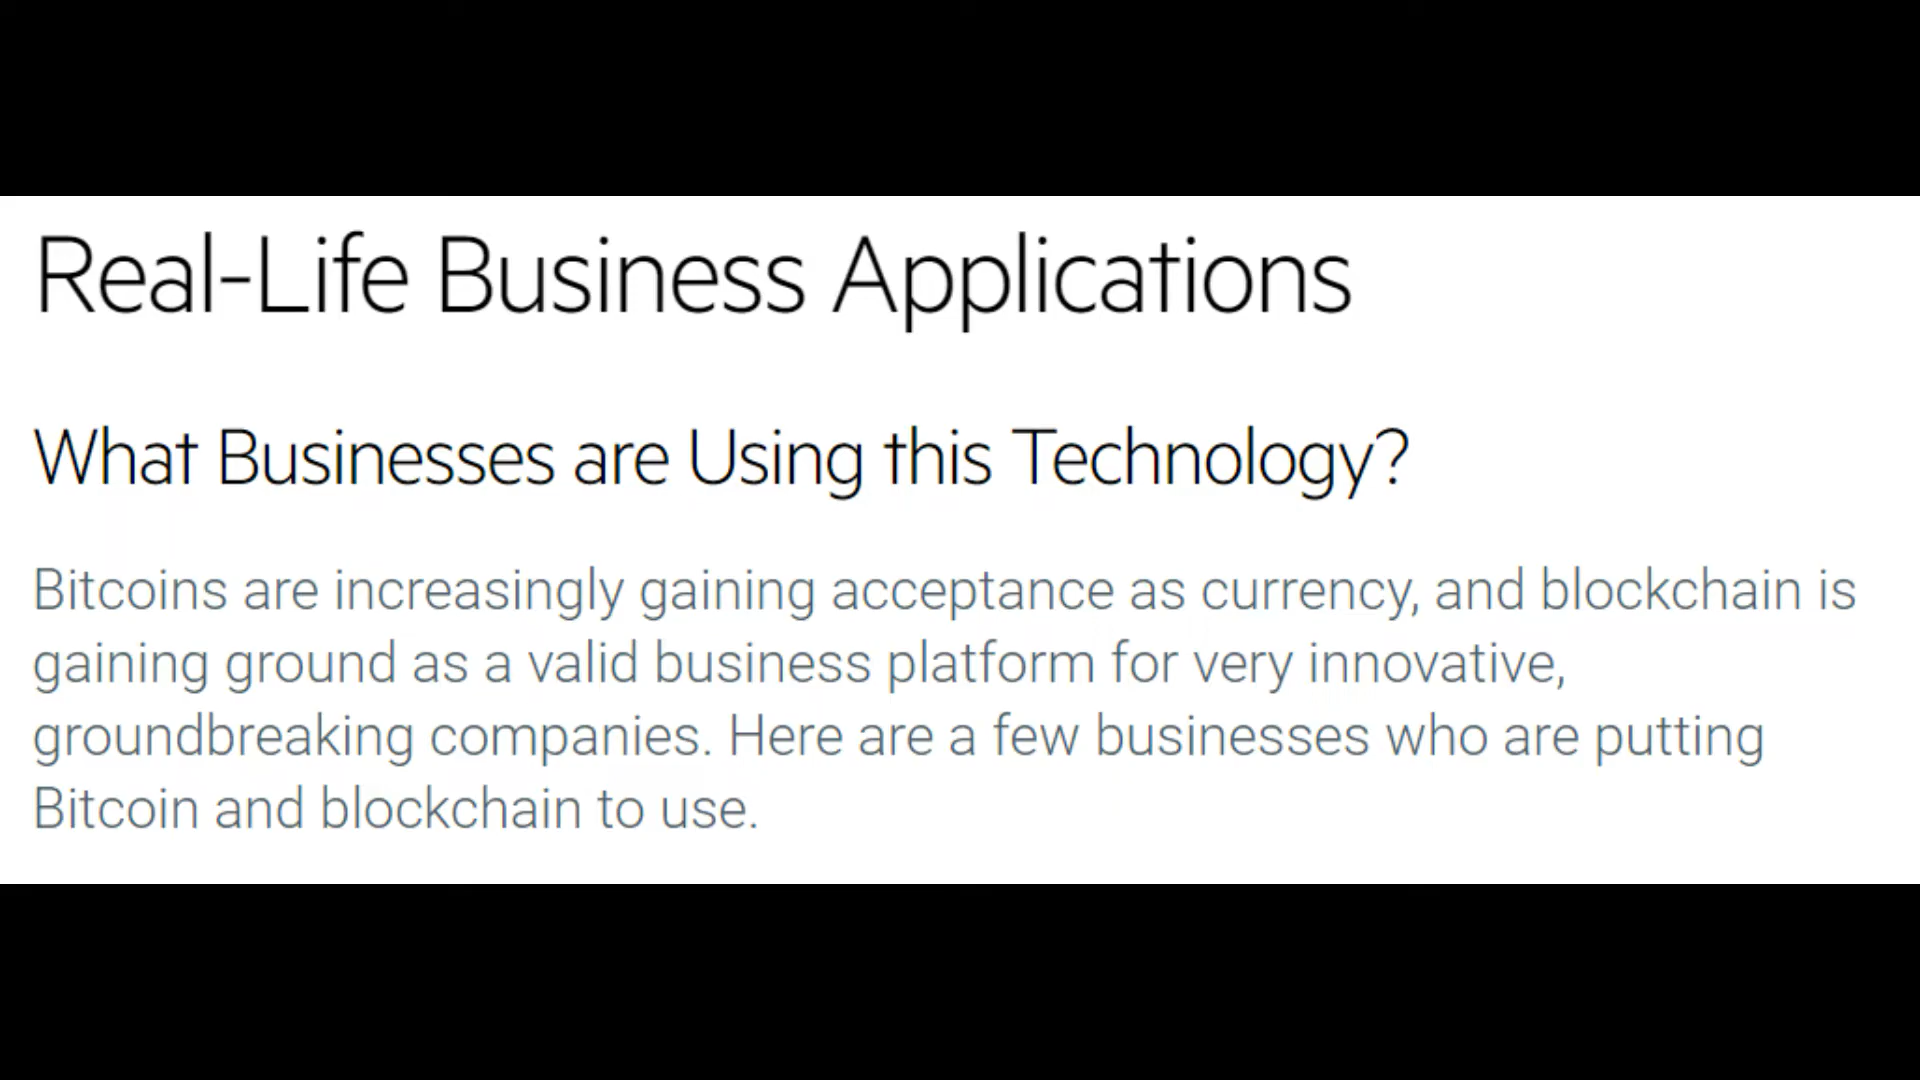 Real-Life Business Applications
What Businesses are Using this Technology?
Bitcoins are increasingly gaining acceptance as currency, and blockchain is
gaining ground as a valid business platform for very innovative,
groundbreaking companies. Here are a few businesses who are putting
Bitcoin and blockchain to use.